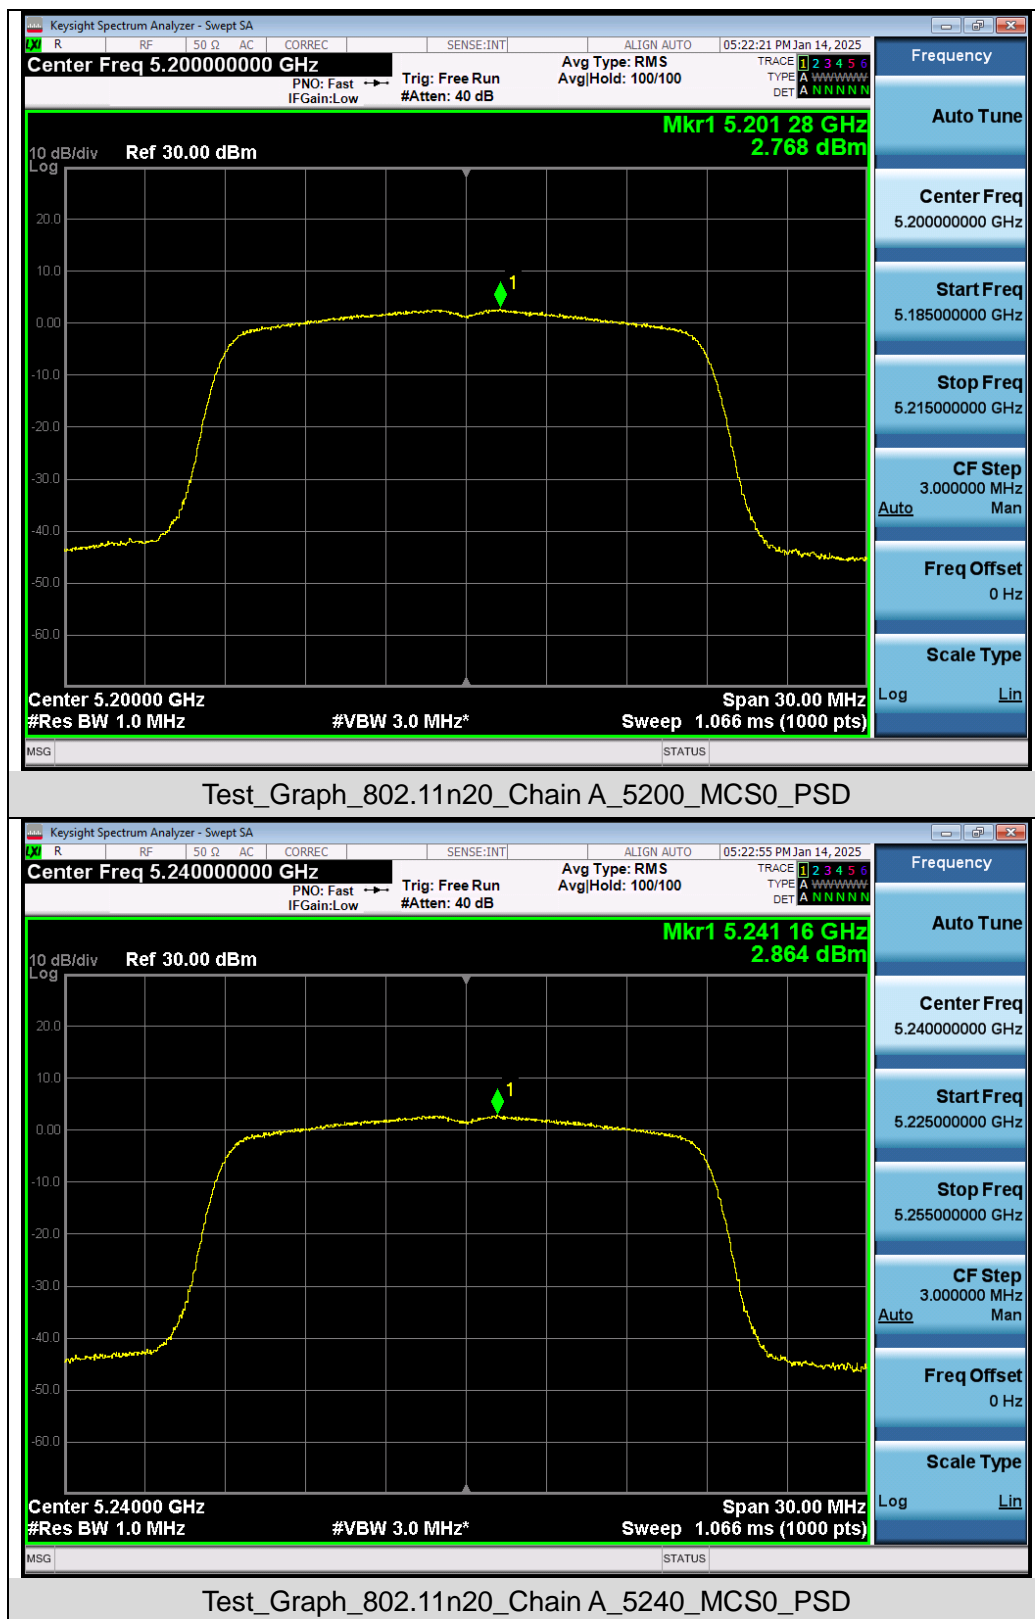 Keysight Spectrum Analyzer - Swept SA
LXI R RF 50 Ω AC CORREC SENSE:INT ALIGN AUTO 05:22:21 PM Jan 14, 2025
Center Freq 5.200000000 GHz Avg Type: RMS TRACE 1 2 3 4 5 6
PNO: Fast Trig: Free Run Avg|Hold: 100/100 TYPE A WWWWW
IFGain:Low #Atten: 40 dB DET A N N N N N
Mkr1 5.201 28 GHz
2.768 dBm
10 dB/div Ref 30.00 dBm
Log
1
20.0
10.0
0.00
-10.0
-20.0
-30.0
-40.0
-50.0
-60.0
Center 5.20000 GHz Span 30.00 MHz
#Res BW 1.0 MHz #VBW 3.0 MHz* Sweep 1.066 ms (1000 pts)
MSG STATUS
Frequency
Auto Tune
Center Freq
5.200000000 GHz
Start Freq
5.185000000 GHz
Stop Freq
5.215000000 GHz
CF Step
3.000000 MHz
Auto Man
Freq Offset
0 Hz
Scale Type
Log Lin
Test_Graph_802.11n20_Chain A_5200_MCS0_PSD
Keysight Spectrum Analyzer - Swept SA
LXI R RF 50 Ω AC CORREC SENSE:INT ALIGN AUTO 05:22:55 PM Jan 14, 2025
Center Freq 5.240000000 GHz Avg Type: RMS TRACE 1 2 3 4 5 6
PNO: Fast Trig: Free Run Avg|Hold: 100/100 TYPE A WWWWW
IFGain:Low #Atten: 40 dB DET A N N N N N
Mkr1 5.241 16 GHz
2.864 dBm
10 dB/div Ref 30.00 dBm
Log
1
20.0
10.0
0.00
-10.0
-20.0
-30.0
-40.0
-50.0
-60.0
Center 5.24000 GHz Span 30.00 MHz
#Res BW 1.0 MHz #VBW 3.0 MHz* Sweep 1.066 ms (1000 pts)
MSG STATUS
Frequency
Auto Tune
Center Freq
5.240000000 GHz
Start Freq
5.225000000 GHz
Stop Freq
5.255000000 GHz
CF Step
3.000000 MHz
Auto Man
Freq Offset
0 Hz
Scale Type
Log Lin
Test_Graph_802.11n20_Chain A_5240_MCS0_PSD